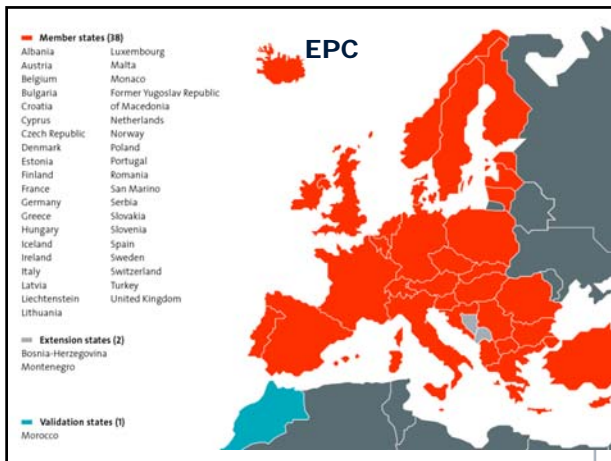 EPC
Member states (38)
Albania
Austria
Belgium
Bulgaria
Croatia
Cyprus
Czech Republic
Denmark
Estonia
Finland
France
Germany
Greece
Hungary
Iceland
Ireland
Italy
Latvia
Liechtenstein
Lithuania
Luxembourg
Malta
Monaco
Former Yugoslav Republic
of Macedonia
Netherlands
Norway
Poland
Portugal
Romania
San Marino
Serbia
Slovakia
Slovenia
Spain
Sweden
Switzerland
Turkey
United Kingdom
Extension states (2)
Bosnia-Herzegovina
Montenegro
Validation states (1)
Morocco